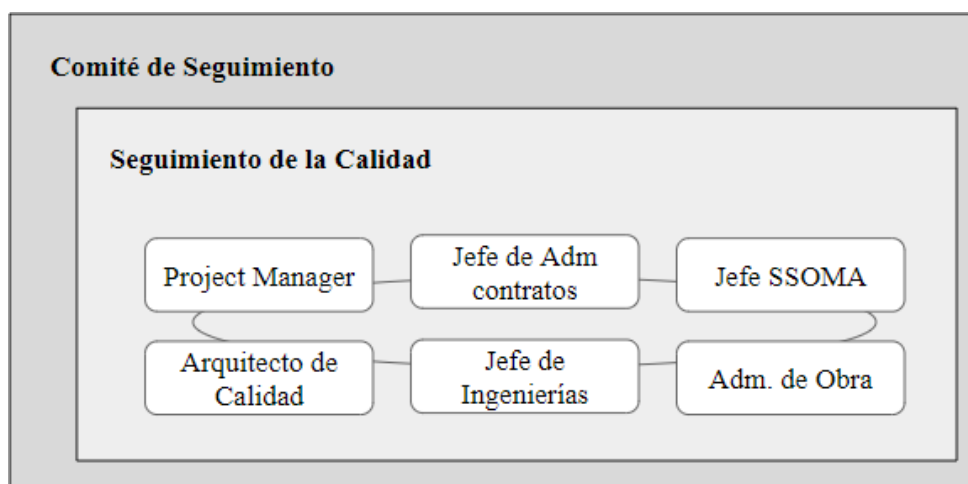 Comité de Seguimiento
Seguimiento de la Calidad
Project Manager
Jefe de Adm
contratos
Jefe SSOMA
Arquitecto de
Calidad
Jefe de
Ingenierías
Adm. de Obra